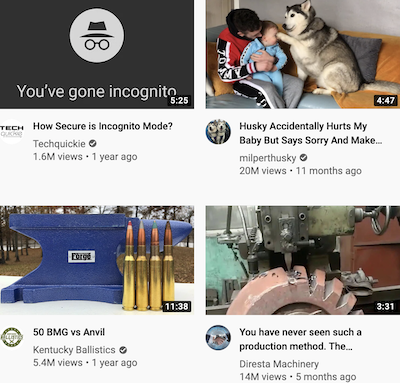 You've gone incognito
5:25
4:47
TECH
How Secure is Incognito Mode?
Techquickie
1.6M views • 1 year ago
Husky Accidentally Hurts My
Baby But Says Sorry And Make...
milperthusky
20M views • 11 months ago
Forge
11:38
3:31
50 BMG vs Anvil
Kentucky Ballistics
5.4M views • 1 year ago
You have never seen such a
production method. The...
Diresta Machinery
14M views • 5 months ago